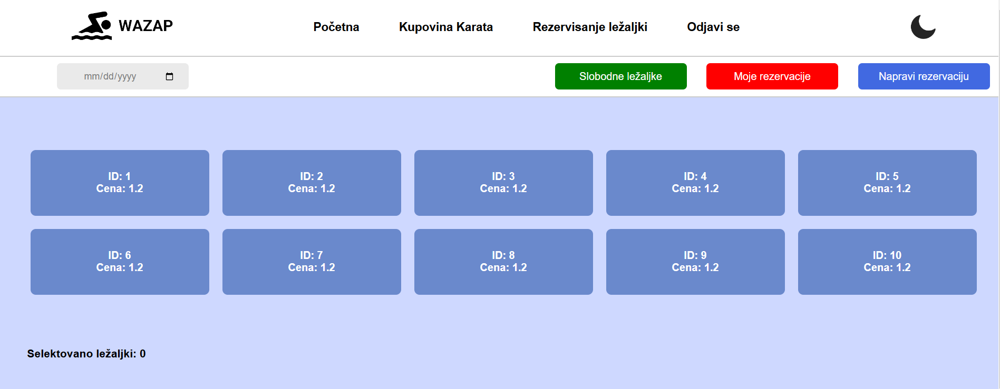 WAZAP
Početna
Kupovina Karata
Rezervisanje ležaljki
Odjavi se
mm/dd/yyyy
Slobodne ležaljke
Moje rezervacije
Napravi rezervaciju
ID: 1
Cena: 1.2
ID: 2
Cena: 1.2
ID: 3
Cena: 1.2
ID: 4
Cena: 1.2
ID: 5
Cena: 1.2
ID: 6
Cena: 1.2
ID: 7
Cena: 1.2
ID: 8
Cena: 1.2
ID: 9
Cena: 1.2
ID: 10
Cena: 1.2
Selektovano ležaljki: 0